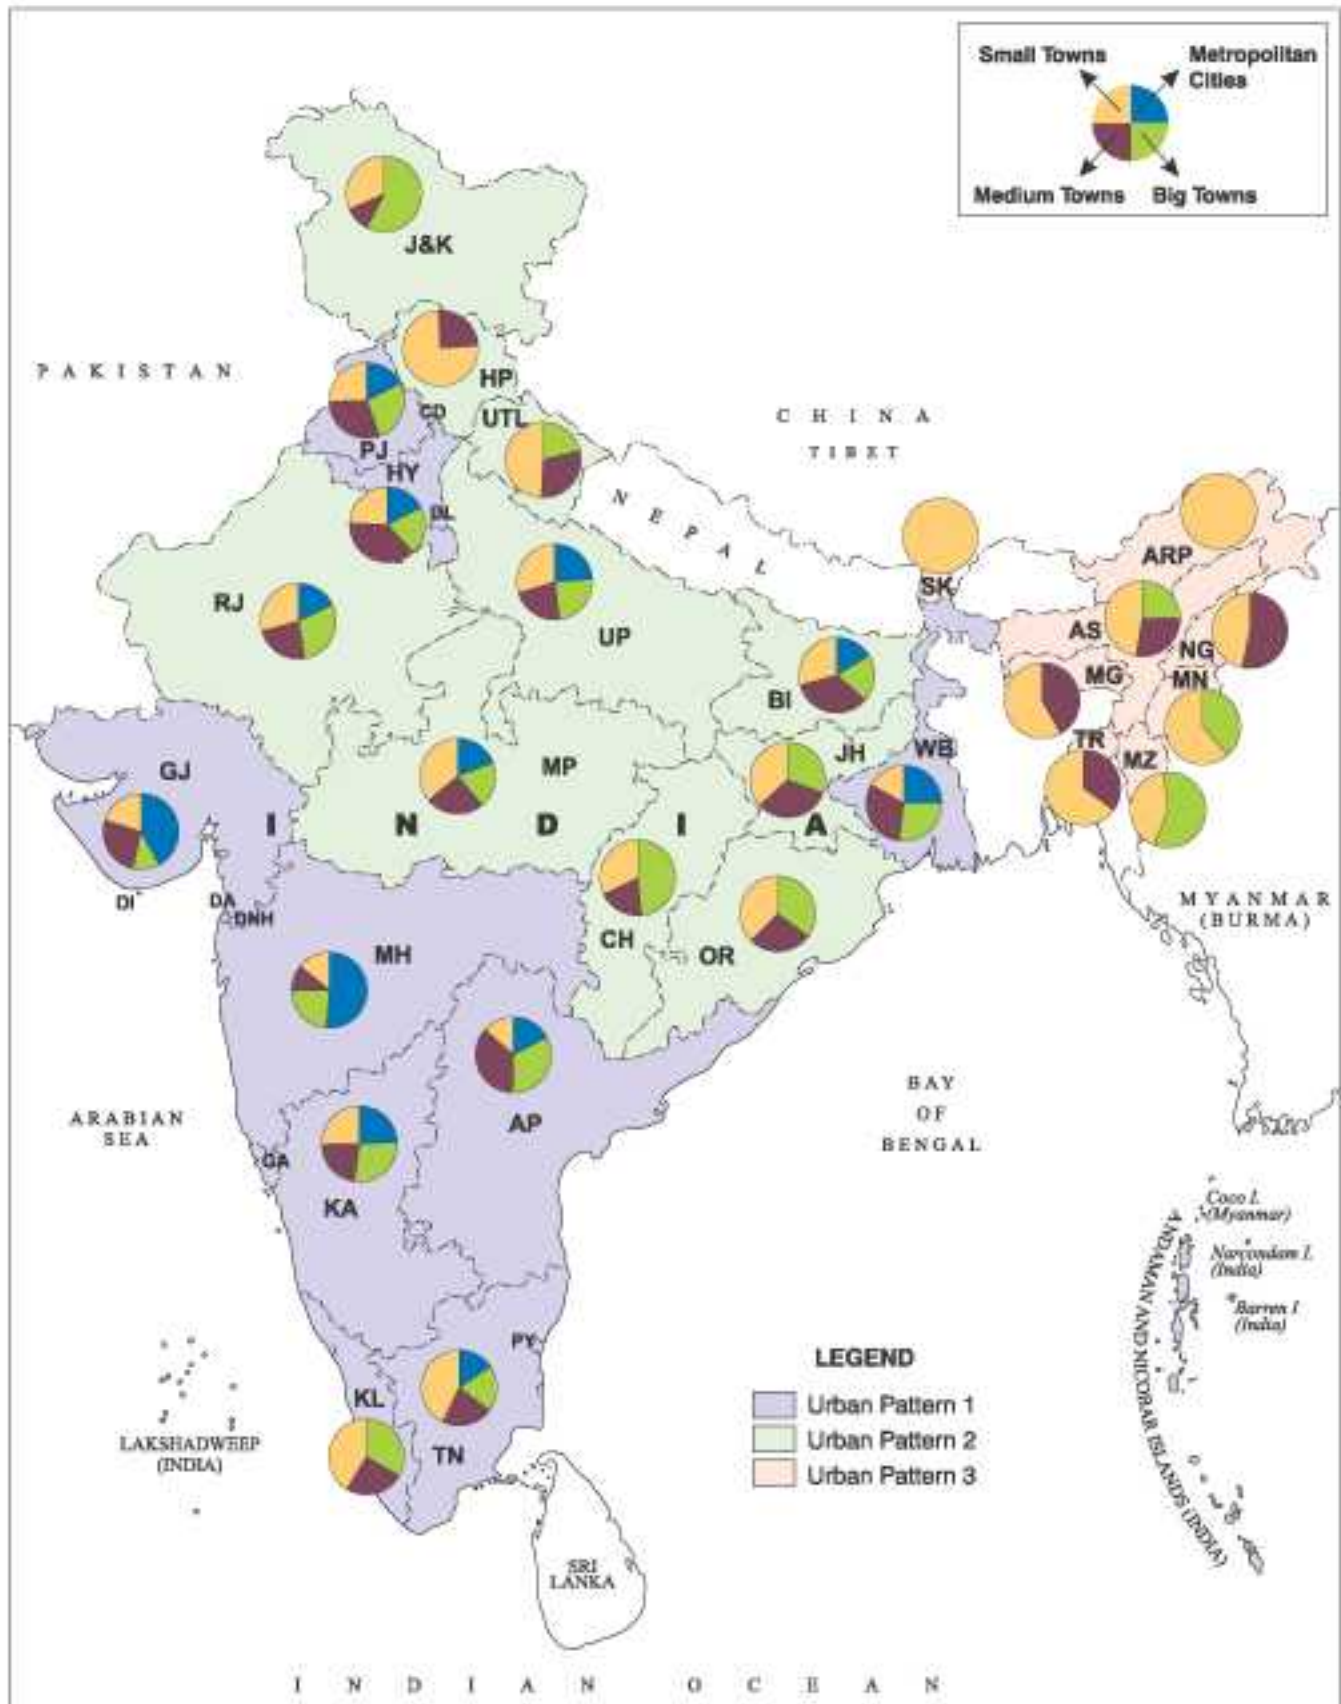 Small Towns
Metropolitan
Cities
Medium Towns
Big Towns
J&K
PAKISTAN
HP
CD
UTL
PJ
HY
DL
CHINA
TIBET
NEPAL
SK
ARP
RJ
UP
AS
NG
MG
MN
BI
JH
WB
TR
MZ
GJ
MP
INDIA
DI
DA
DNH
MH
CH
OR
MYANMAR
(BURMA)
ARABIAN
SEA
AP
BAY
OF
BENGAL
GA
KA
Coco I.
(Myanmar)
Narcondam I.
(India)
Barren I
(India)
ANDAMAN AND NICOBAR ISLANDS (INDIA)
PY
KL
TN
LAKSHADWEEP
(INDIA)
LEGEND
Urban Pattern 1
Urban Pattern 2
Urban Pattern 3
SRI
LANKA
INDIAN OCEAN